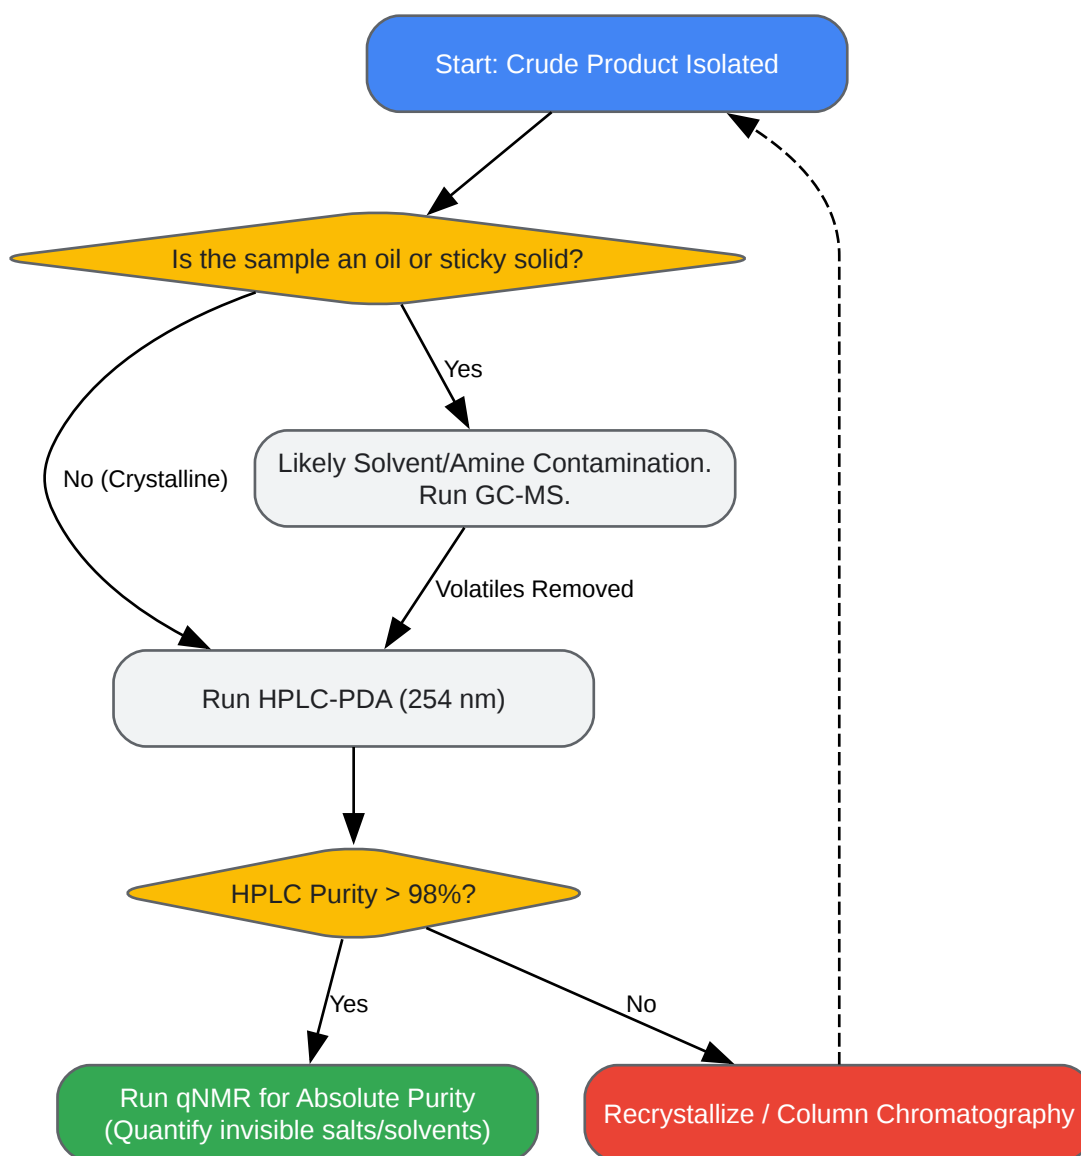 Start: Crude Product Isolated
Is the sample an oil or sticky solid?
Yes
Likely Solvent/Amine Contamination.
Run GC-MS.
No (Crystalline)
Volatiles Removed
Run HPLC-PDA (254 nm)
HPLC Purity > 98%?
Yes
No
Run qNMR for Absolute Purity
(Quantify invisible salts/solvents)
Recrystallize / Column Chromatography